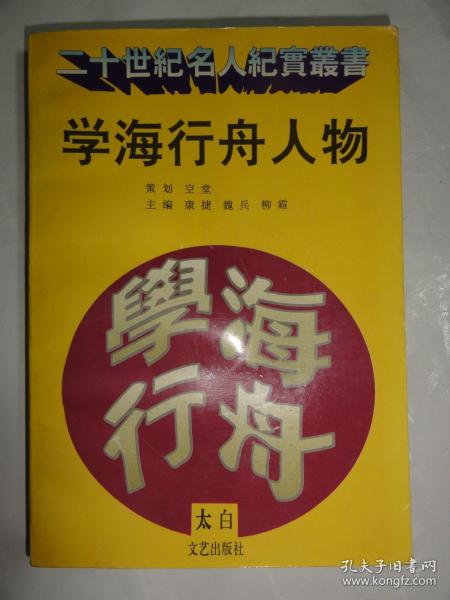 二十世紀名人紀實叢書
学海行舟人物
策划 空堂
主编 康捷 魏兵 柳霜
學海
行舟
太白
文艺出版社
孔夫子旧书网
www.kongfz.com